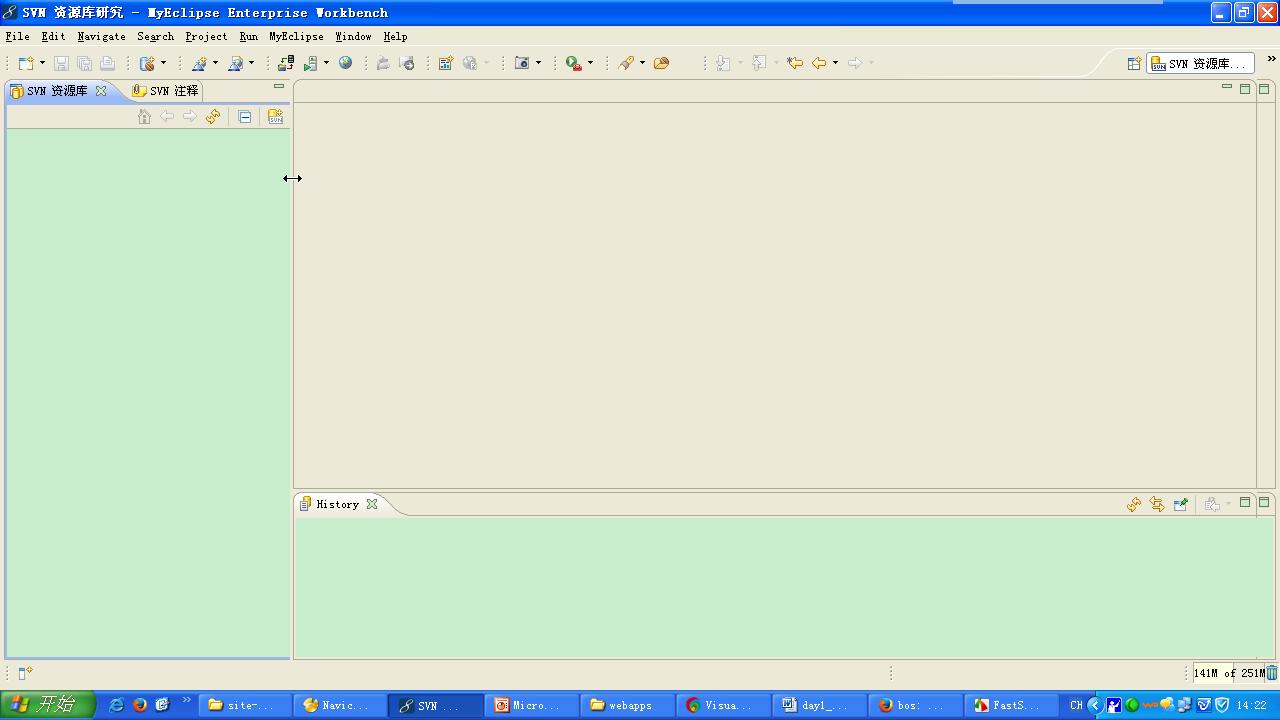 SVN 资源库研究 - MyEclipse Enterprise Workbench
File Edit Navigate Search Project Run MyEclipse Window Help
SVN 资源库...
SVN 资源库 SVN 注释
SVN
History
141M of 251M
开始 site-... Navic... SVN ... Micro... webapps Visua... day1_... bos: ... FastS... CH 14:22